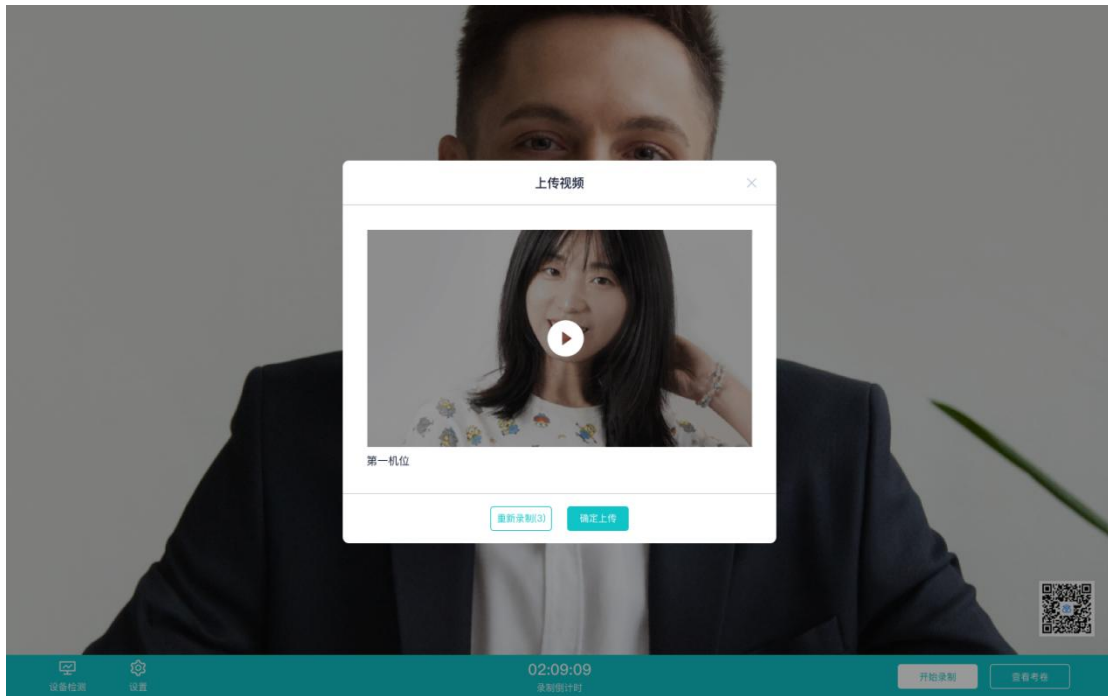 上传视频
第一机位
重新录制(3)
确定上传
设备检测
设置
02:09:09
录制倒计时
开始录制
查看考卷